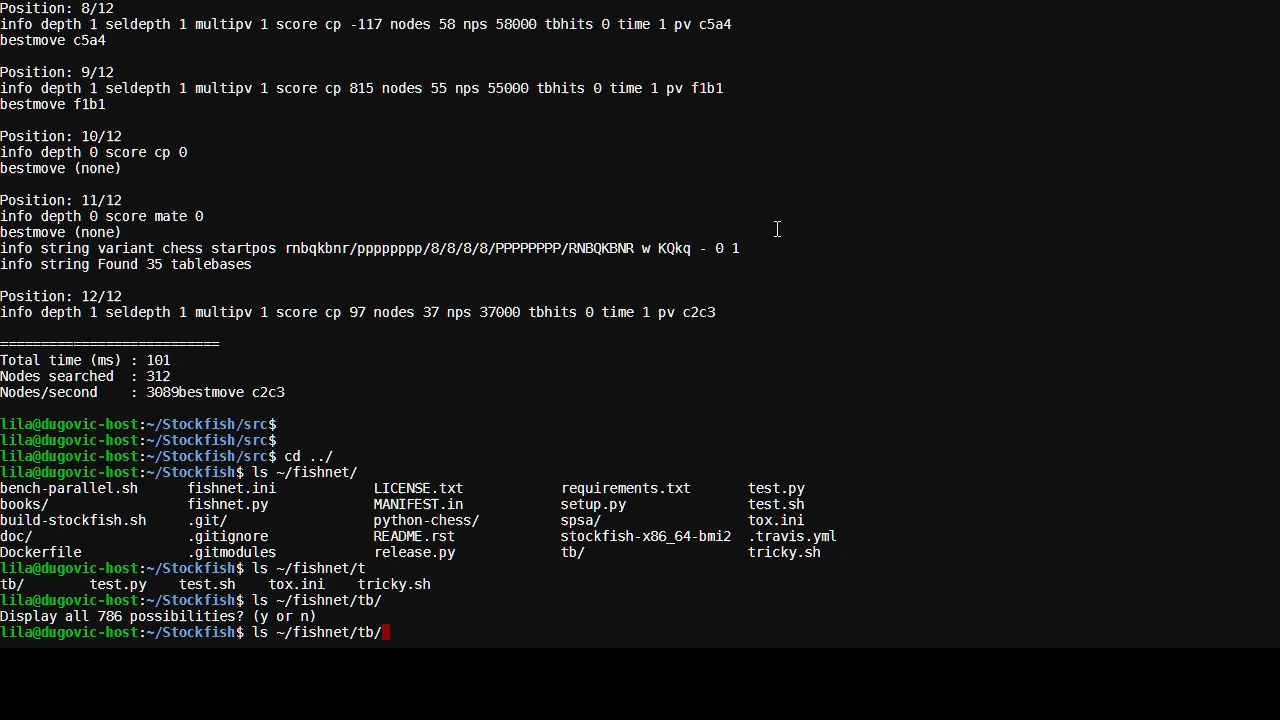 Position: 8/12
info depth 1 seldepth 1 multipv 1 score cp -117 nodes 58 nps 58000 tbhits 0 time 1 pv c5a4
bestmove c5a4
Position: 9/12
info depth 1 seldepth 1 multipv 1 score cp 815 nodes 55 nps 55000 tbhits 0 time 1 pv f1b1
bestmove f1b1
Position: 10/12
info depth 0 score cp 0
bestmove (none)
Position: 11/12
info depth 0 score mate 0
bestmove (none)
info string variant chess startpos rnbqkbnr/pppppppp/8/8/8/8/PPPPPPPP/RNBQKBNR w KQkq - 0 1
info string Found 35 tablebases
Position: 12/12
info depth 1 seldepth 1 multipv 1 score cp 97 nodes 37 nps 37000 tbhits 0 time 1 pv c2c3
===========================
Total time (ms) : 101
Nodes searched  : 312
Nodes/second    : 3089bestmove c2c3
lila@dugovic-host:~/Stockfish/src$
lila@dugovic-host:~/Stockfish/src$
lila@dugovic-host:~/Stockfish/src$ cd ../
lila@dugovic-host:~/Stockfish$ ls ~/fishnet/
bench-parallel.sh      fishnet.ini            LICENSE.txt            requirements.txt       test.py
books/                 fishnet.py             MANIFEST.in            setup.py               test.sh
build-stockfish.sh     .git/                  python-chess/          spsa/                  tox.ini
doc/                   .gitignore             README.rst             stockfish-x86_64-bmi2  .travis.yml
Dockerfile             .gitmodules            release.py             tb/                    tricky.sh
lila@dugovic-host:~/Stockfish$ ls ~/fishnet/t
tb/        test.py    test.sh    tox.ini    tricky.sh
lila@dugovic-host:~/Stockfish$ ls ~/fishnet/tb/
Display all 786 possibilities? (y or n)
lila@dugovic-host:~/Stockfish$ ls ~/fishnet/tb/